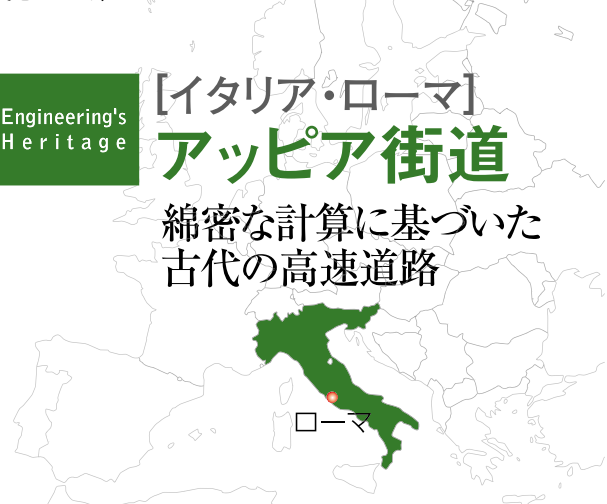 Engineering's
Heritage
[イタリア・ローマ]
アッピア街道
綿密な計算に基づいた
古代の高速道路
ローマ